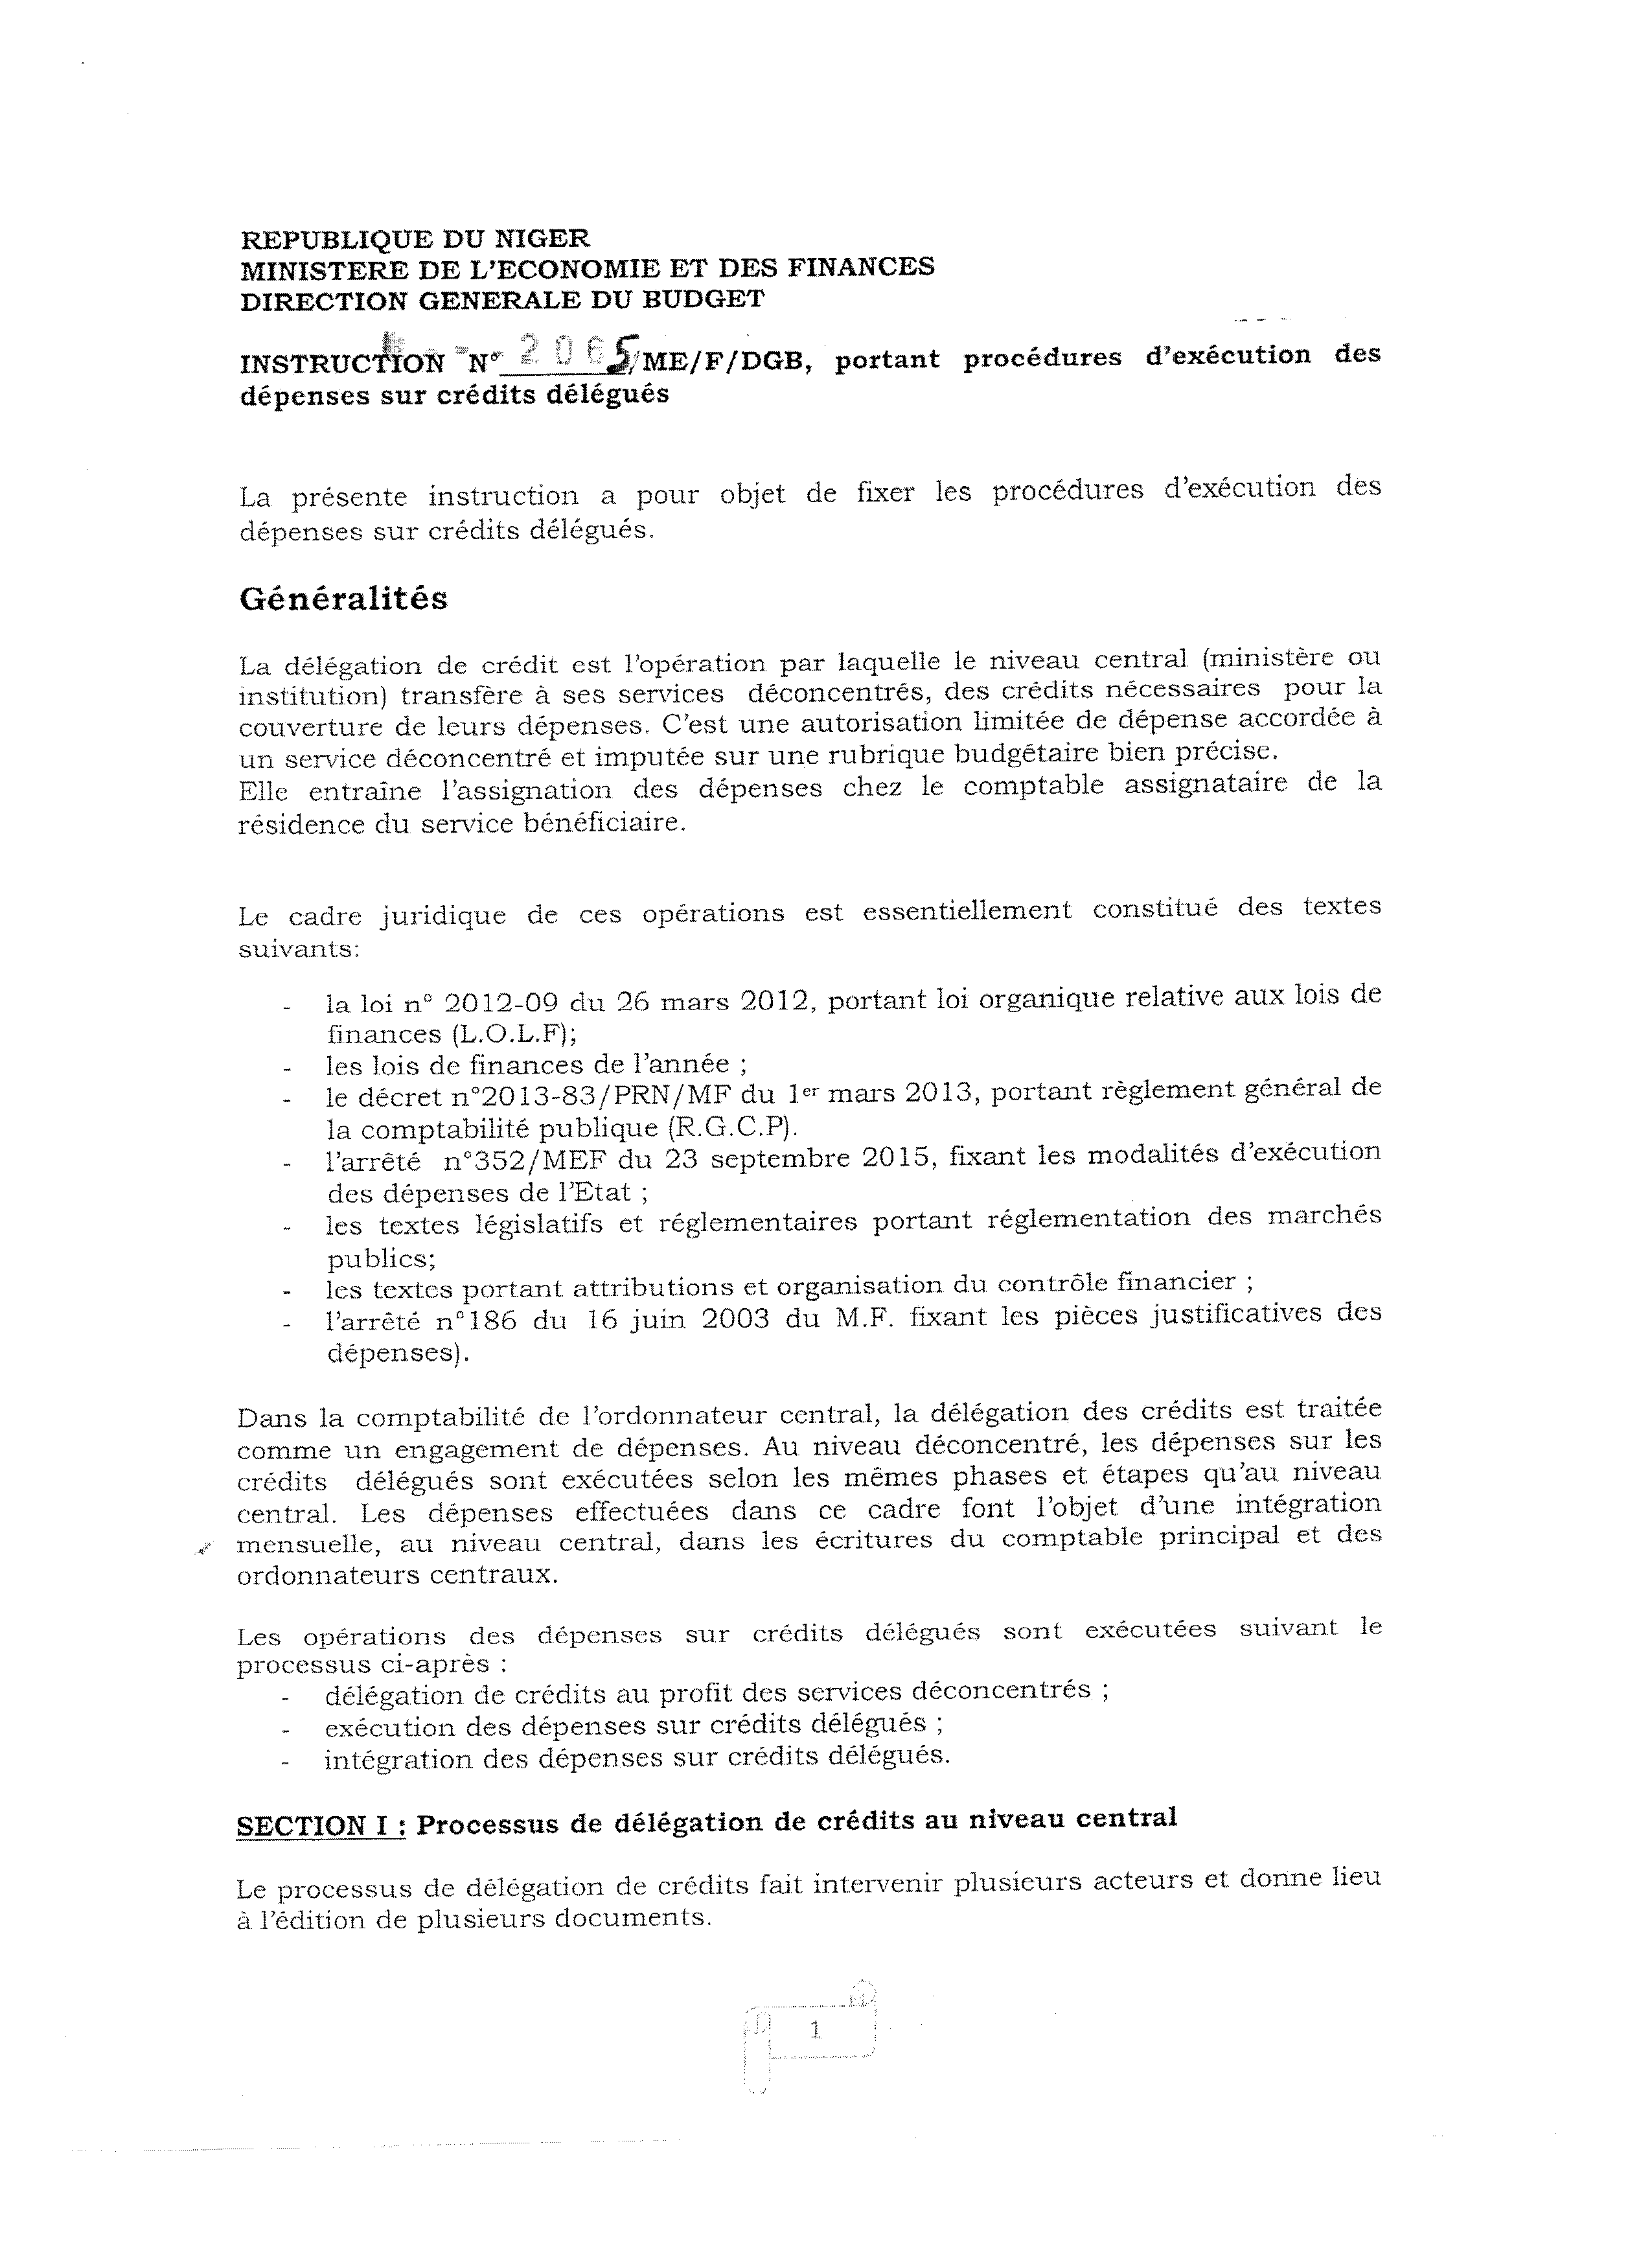 REPUBLIQUE DU NIGER
MINISTERE DE L'ECONOMIE ET DES FINANCES
DIRECTION GENERALE DU BUDGET
INSTRUCTION N° 2065/ME/F/DGB, portant procédures d'exécution des
dépenses sur crédits délégués
La présente instruction a pour objet de fixer les procédures d'exécution des
dépenses sur crédits délégués.
Généralités
La délégation de crédit est l'opération par laquelle le niveau central (ministère ou
institution) transfère à ses services déconcentrés, des crédits nécessaires pour la
couverture de leurs dépenses. C'est une autorisation limitée de dépense accordée à
un service déconcentré et imputée sur une rubrique budgétaire bien précise.
Elle entraîne l'assignation des dépenses chez le comptable assignataire de la
résidence du service bénéficiaire.
Le cadre juridique de ces opérations est essentiellement constitué des textes
suivants:
- la loi n° 2012-09 du 26 mars 2012, portant loi organique relative aux lois de
finances (L.O.L.F);
- les lois de finances de l'année ;
- le décret n°2013-83/PRN/MF du 1er mars 2013, portant règlement général de
la comptabilité publique (R.G.C.P).
- l'arrêté n°352/MEF du 23 septembre 2015, fixant les modalités d'exécution
des dépenses de l'Etat ;
- les textes législatifs et réglementaires portant réglementation des marchés
publics;
- les textes portant attributions et organisation du contrôle financier ;
- l'arrêté n°186 du 16 juin 2003 du M.F. fixant les pièces justificatives des
dépenses).
Dans la comptabilité de l'ordonnateur central, la délégation des crédits est traitée
comme un engagement de dépenses. Au niveau déconcentré, les dépenses sur les
crédits délégués sont exécutées selon les mêmes phases et étapes qu'au niveau
central. Les dépenses effectuées dans ce cadre font l'objet d'une intégration
mensuelle, au niveau central, dans les écritures du comptable principal et des
ordonnateurs centraux.
Les opérations des dépenses sur crédits délégués sont exécutées suivant le
processus ci-après :
- délégation de crédits au profit des services déconcentrés ;
- exécution des dépenses sur crédits délégués ;
- intégration des dépenses sur crédits délégués.
SECTION I : Processus de délégation de crédits au niveau central
Le processus de délégation de crédits fait intervenir plusieurs acteurs et donne lieu
à l'édition de plusieurs documents.
1